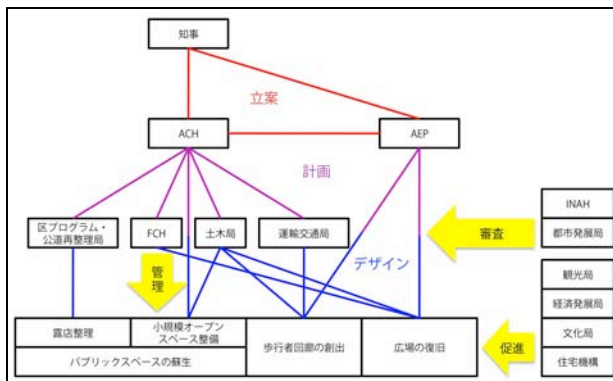 知事
立案
ACH
AEP
計画
区プログラム・
公道再整理局
FCH
土木局
運輸交通局
INAH
都市発展局
審査
デザイン
管理
観光局
経済発展局
文化局
住宅機構
促進
露店整理
小規模オープン
スペース整備
歩行者回廊の創出
広場の復旧
パブリックスペースの蘇生